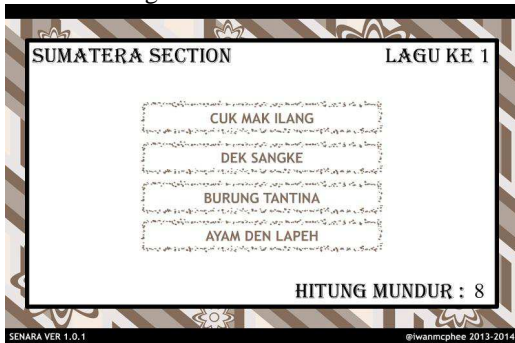 SUMATERA SECTION
LAGU KE 1
CUK MAK ILANG
DEK SANGKE
BURUNG TANTINA
AYAM DEN LAPEH
HITUNG MUNDUR : 8
SENARA VER 1.0.1
@iwanmcphee 2013-2014